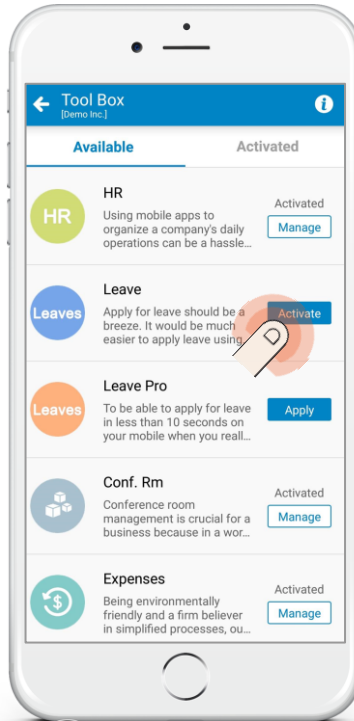 Tool Box
[Demo Inc.]
Available
Activated
HR
HR
Using mobile apps to
organize a company's daily
operations can be a hassle...
Activated
Manage
Leaves
Leave
Apply for leave should be a
breeze. It would be much
easier to apply leave using
Activate
Leaves
Leave Pro
To be able to apply for leave
in less than 10 seconds on
your mobile when you reall...
Apply
Conf. Rm
Conference room
management is crucial for a
business because in a wor...
Activated
Manage
Expenses
Being environmentally
friendly and a firm believer
in simplified processes, ou...
Activated
Manage